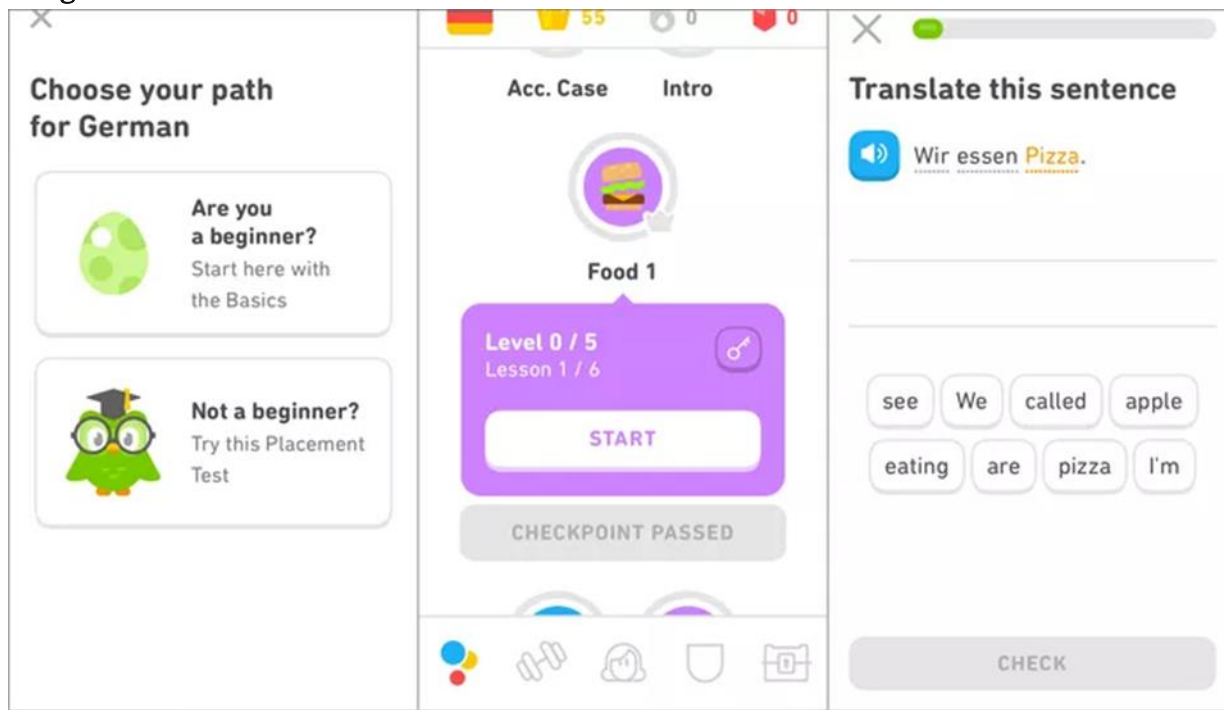 Choose your path
for German
Are you
a beginner?
Start here with
the Basics
Not a beginner?
Try this Placement
Test
55 0 0
Acc. Case Intro
Food 1
Level 0 / 5
Lesson 1 / 6
START
CHECKPOINT PASSED
Translate this sentence
Wir essen Pizza.
see We called apple
eating are pizza I'm
CHECK